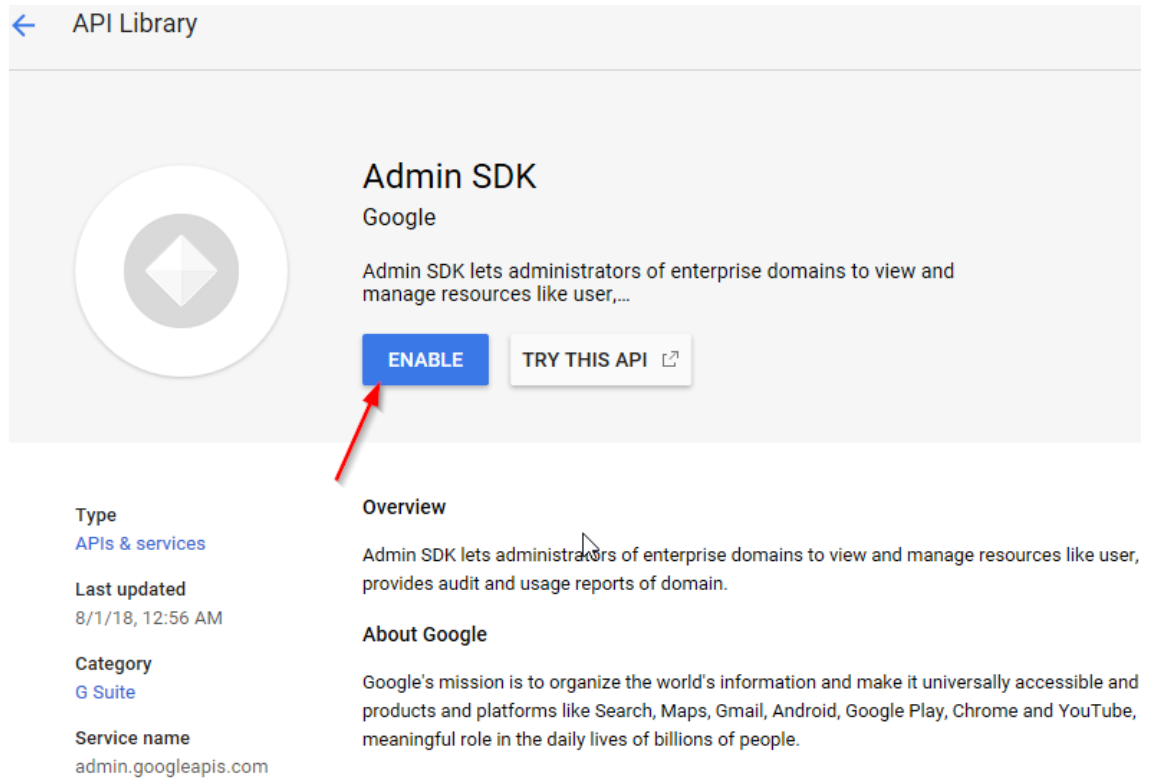 API Library
Admin SDK
Google
Admin SDK lets administrators of enterprise domains to view and
manage resources like user,...
ENABLE
TRY THIS API
Type
APIs & services
Last updated
8/1/18, 12:56 AM
Category
G Suite
Service name
admin.googleapis.com
Overview
Admin SDK lets administrators of enterprise domains to view and manage resources like user,
provides audit and usage reports of domain.
About Google
Google's mission is to organize the world's information and make it universally accessible and
products and platforms like Search, Maps, Gmail, Android, Google Play, Chrome and YouTube,
meaningful role in the daily lives of billions of people.